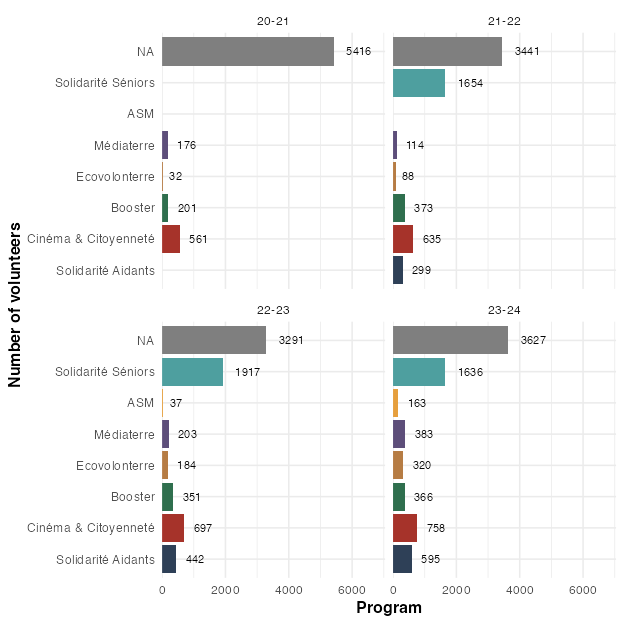 20-21
21-22
NA
5416
3441
Solidarité Séniors
1654
ASM
Médiaterre
176
114
Ecovolonterre
32
88
Booster
201
373
Cinéma & Citoyenneté
561
635
Solidarité Aidants
299
Number of volunteers
22-23
23-24
NA
3291
3627
Solidarité Séniors
1917
1636
ASM
37
163
Médiaterre
203
383
Ecovolonterre
184
320
Booster
351
366
Cinéma & Citoyenneté
697
758
Solidarité Aidants
442
595
0 2000 4000 6000
0 2000 4000 6000
Program